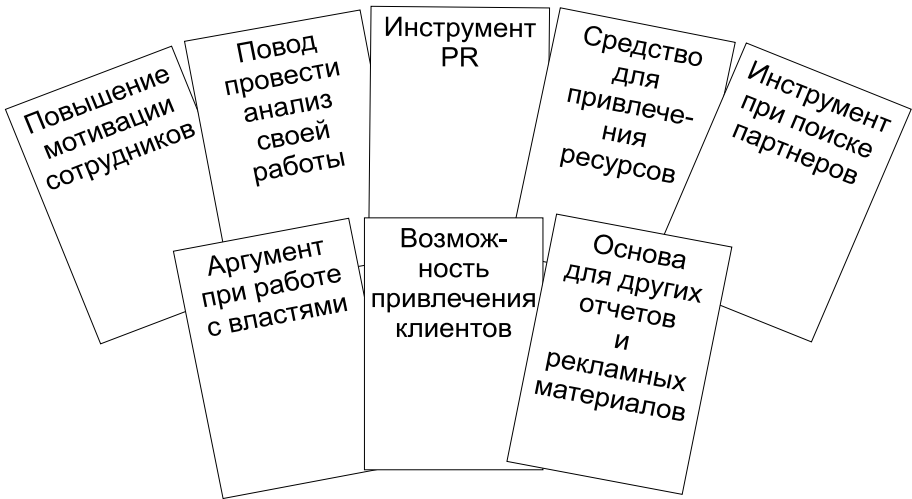 Повышение
мотивации
сотрудников
Повод
провести
анализ
своей
работы
Инструмент
PR
Средство
для
привлече-
ния
ресурсов
Инструмент
при поиске
партнеров
Аргумент
при работе
с властями
Возмож-
ность
привлечения
клиентов
Основа
для других
отчетов
и
рекламных
материалов